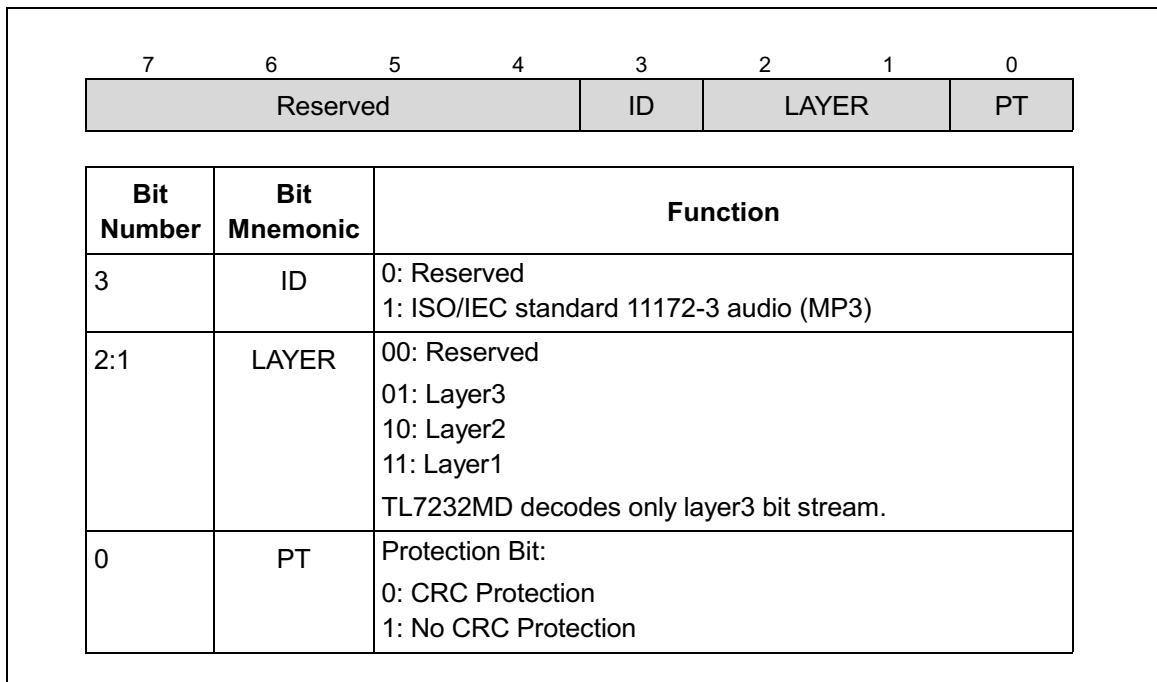 7 6 5 4 3 2 1 0
Reserved ID LAYER PT
Bit Number Bit Mnemonic Function
3 ID 0: Reserved
1: ISO/IEC standard 11172-3 audio (MP3)
2:1 LAYER 00: Reserved
01: Layer3
10: Layer2
11: Layer1
TL7232MD decodes only layer3 bit stream.
0 PT Protection Bit:
0: CRC Protection
1: No CRC Protection